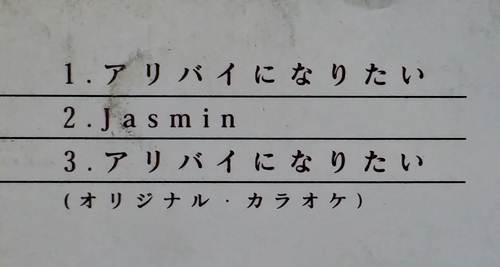 1.アリバイになりたい
2.Jasmin
3.アリバイになりたい
(オリジナル・カラオケ)